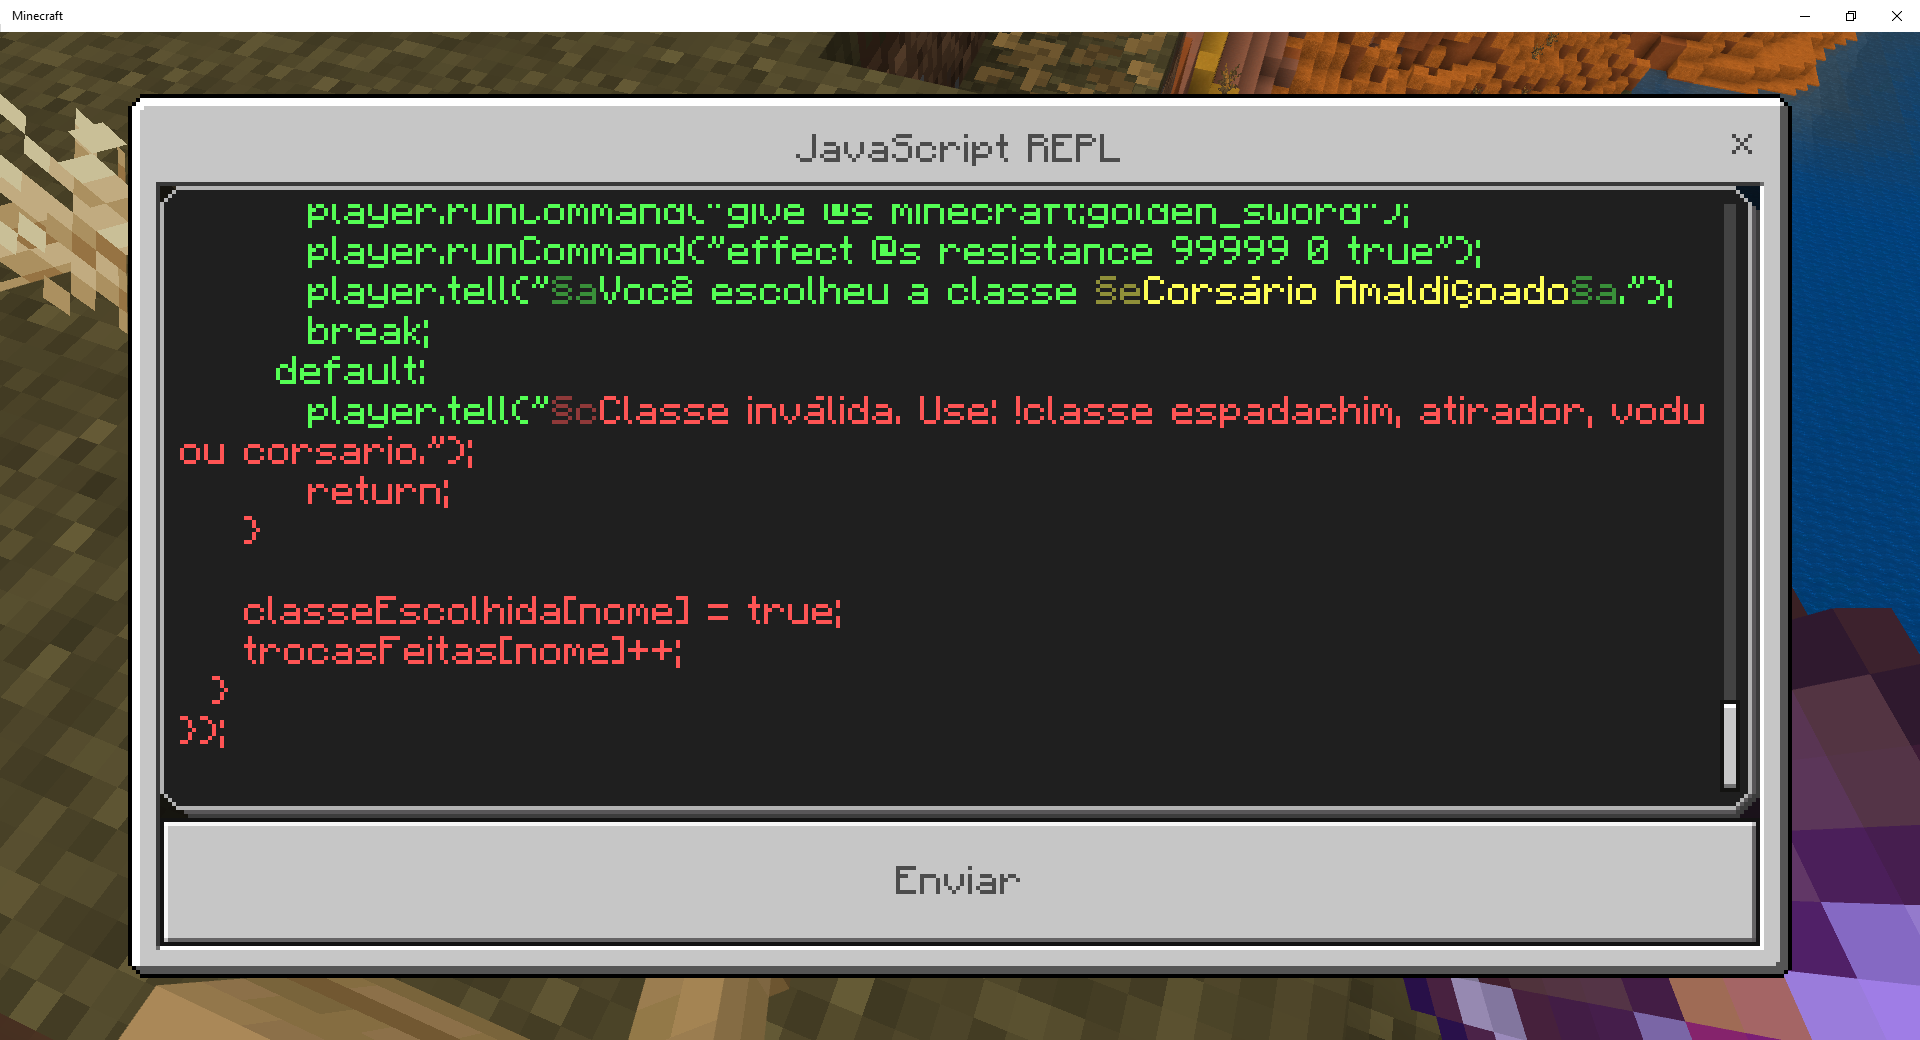 Minecraft
JavaScript REPL
player.runCommand("give @s minecraft:golden_sword");
player.runCommand("effect @s resistance 99999 0 true");
player.tell("§aVocê escolheu a classe §eCorsário Amaldiçoado§a.");
break;
default:
player.tell("§cClasse inválida. Use: !classe espadachim, atirador, vodu
ou corsario.");
return;
}
classeEscolhida[nome] = true;
trocasFeitas[nome]++;
}
});
Enviar